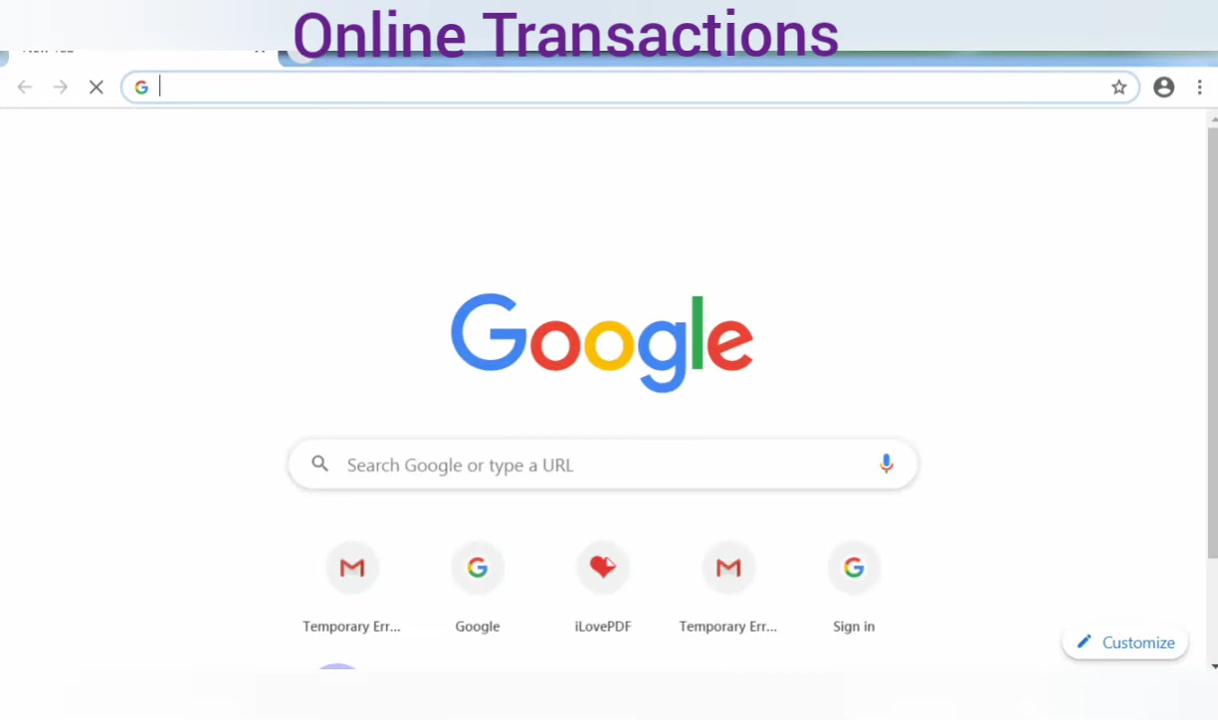 Online Transactions
Google
Search Google or type a URL
Temporary Err...
Google
iLovePDF
Temporary Err...
Sign in
Customize